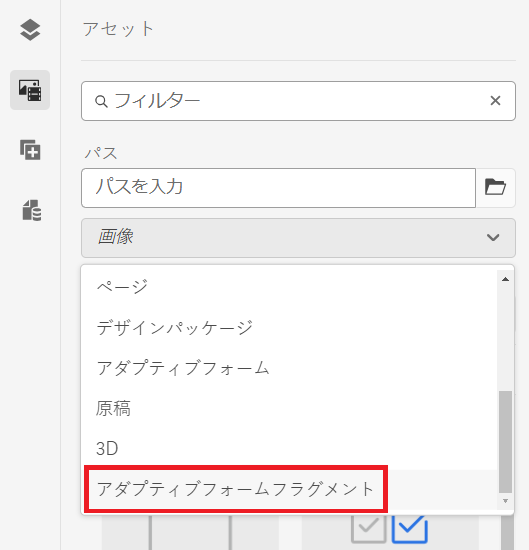 アセット
フィルター
パス
パスを入力
画像
ページ
デザインパッケージ
アダプティブフォーム
原稿
3D
アダプティブフォームフラグメント